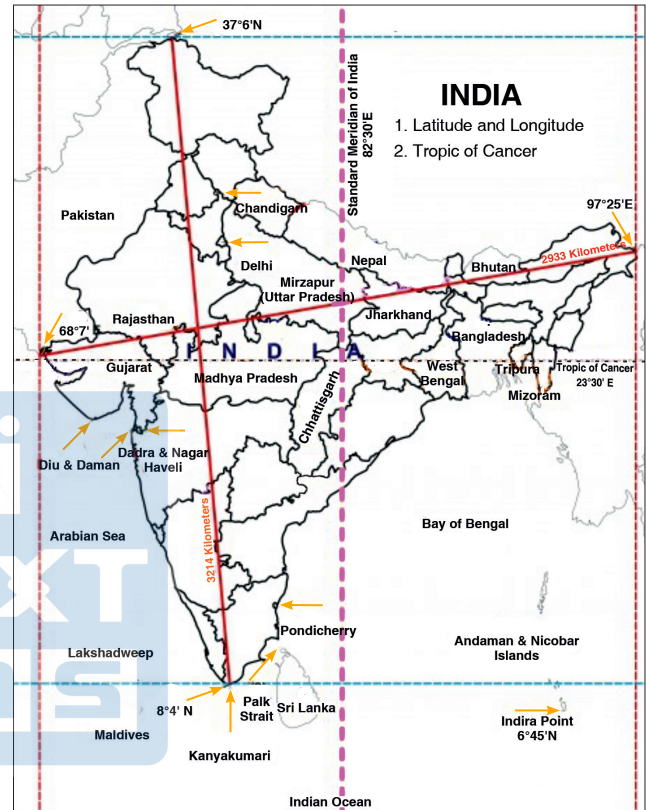 37°6'N
Standard Meridian of India
82°30'E
INDIA
1. Latitude and Longitude
2. Tropic of Cancer
97°25'E
Pakistan
Chandigarh
2933 Kilometers
Delhi
Nepal
Bhutan
Mirzapur
(Uttar Pradesh)
Rajasthan
68°7'
Jharkhand
Bangladesh
I N D I A
Gujarat
Madhya Pradesh
Chhattisgarh
West
Bengal
Tripura
Tropic of Cancer
23°30' E
Mizoram
Diu & Daman
Dadra & Nagar
Haveli
3214 Kilometers
Arabian Sea
Bay of Bengal
Pondicherry
Lakshadweep
Andaman & Nicobar
Islands
8°4' N
Palk
Strait
Sri Lanka
Indira Point
6°45'N
Maldives
Kanyakumari
Indian Ocean